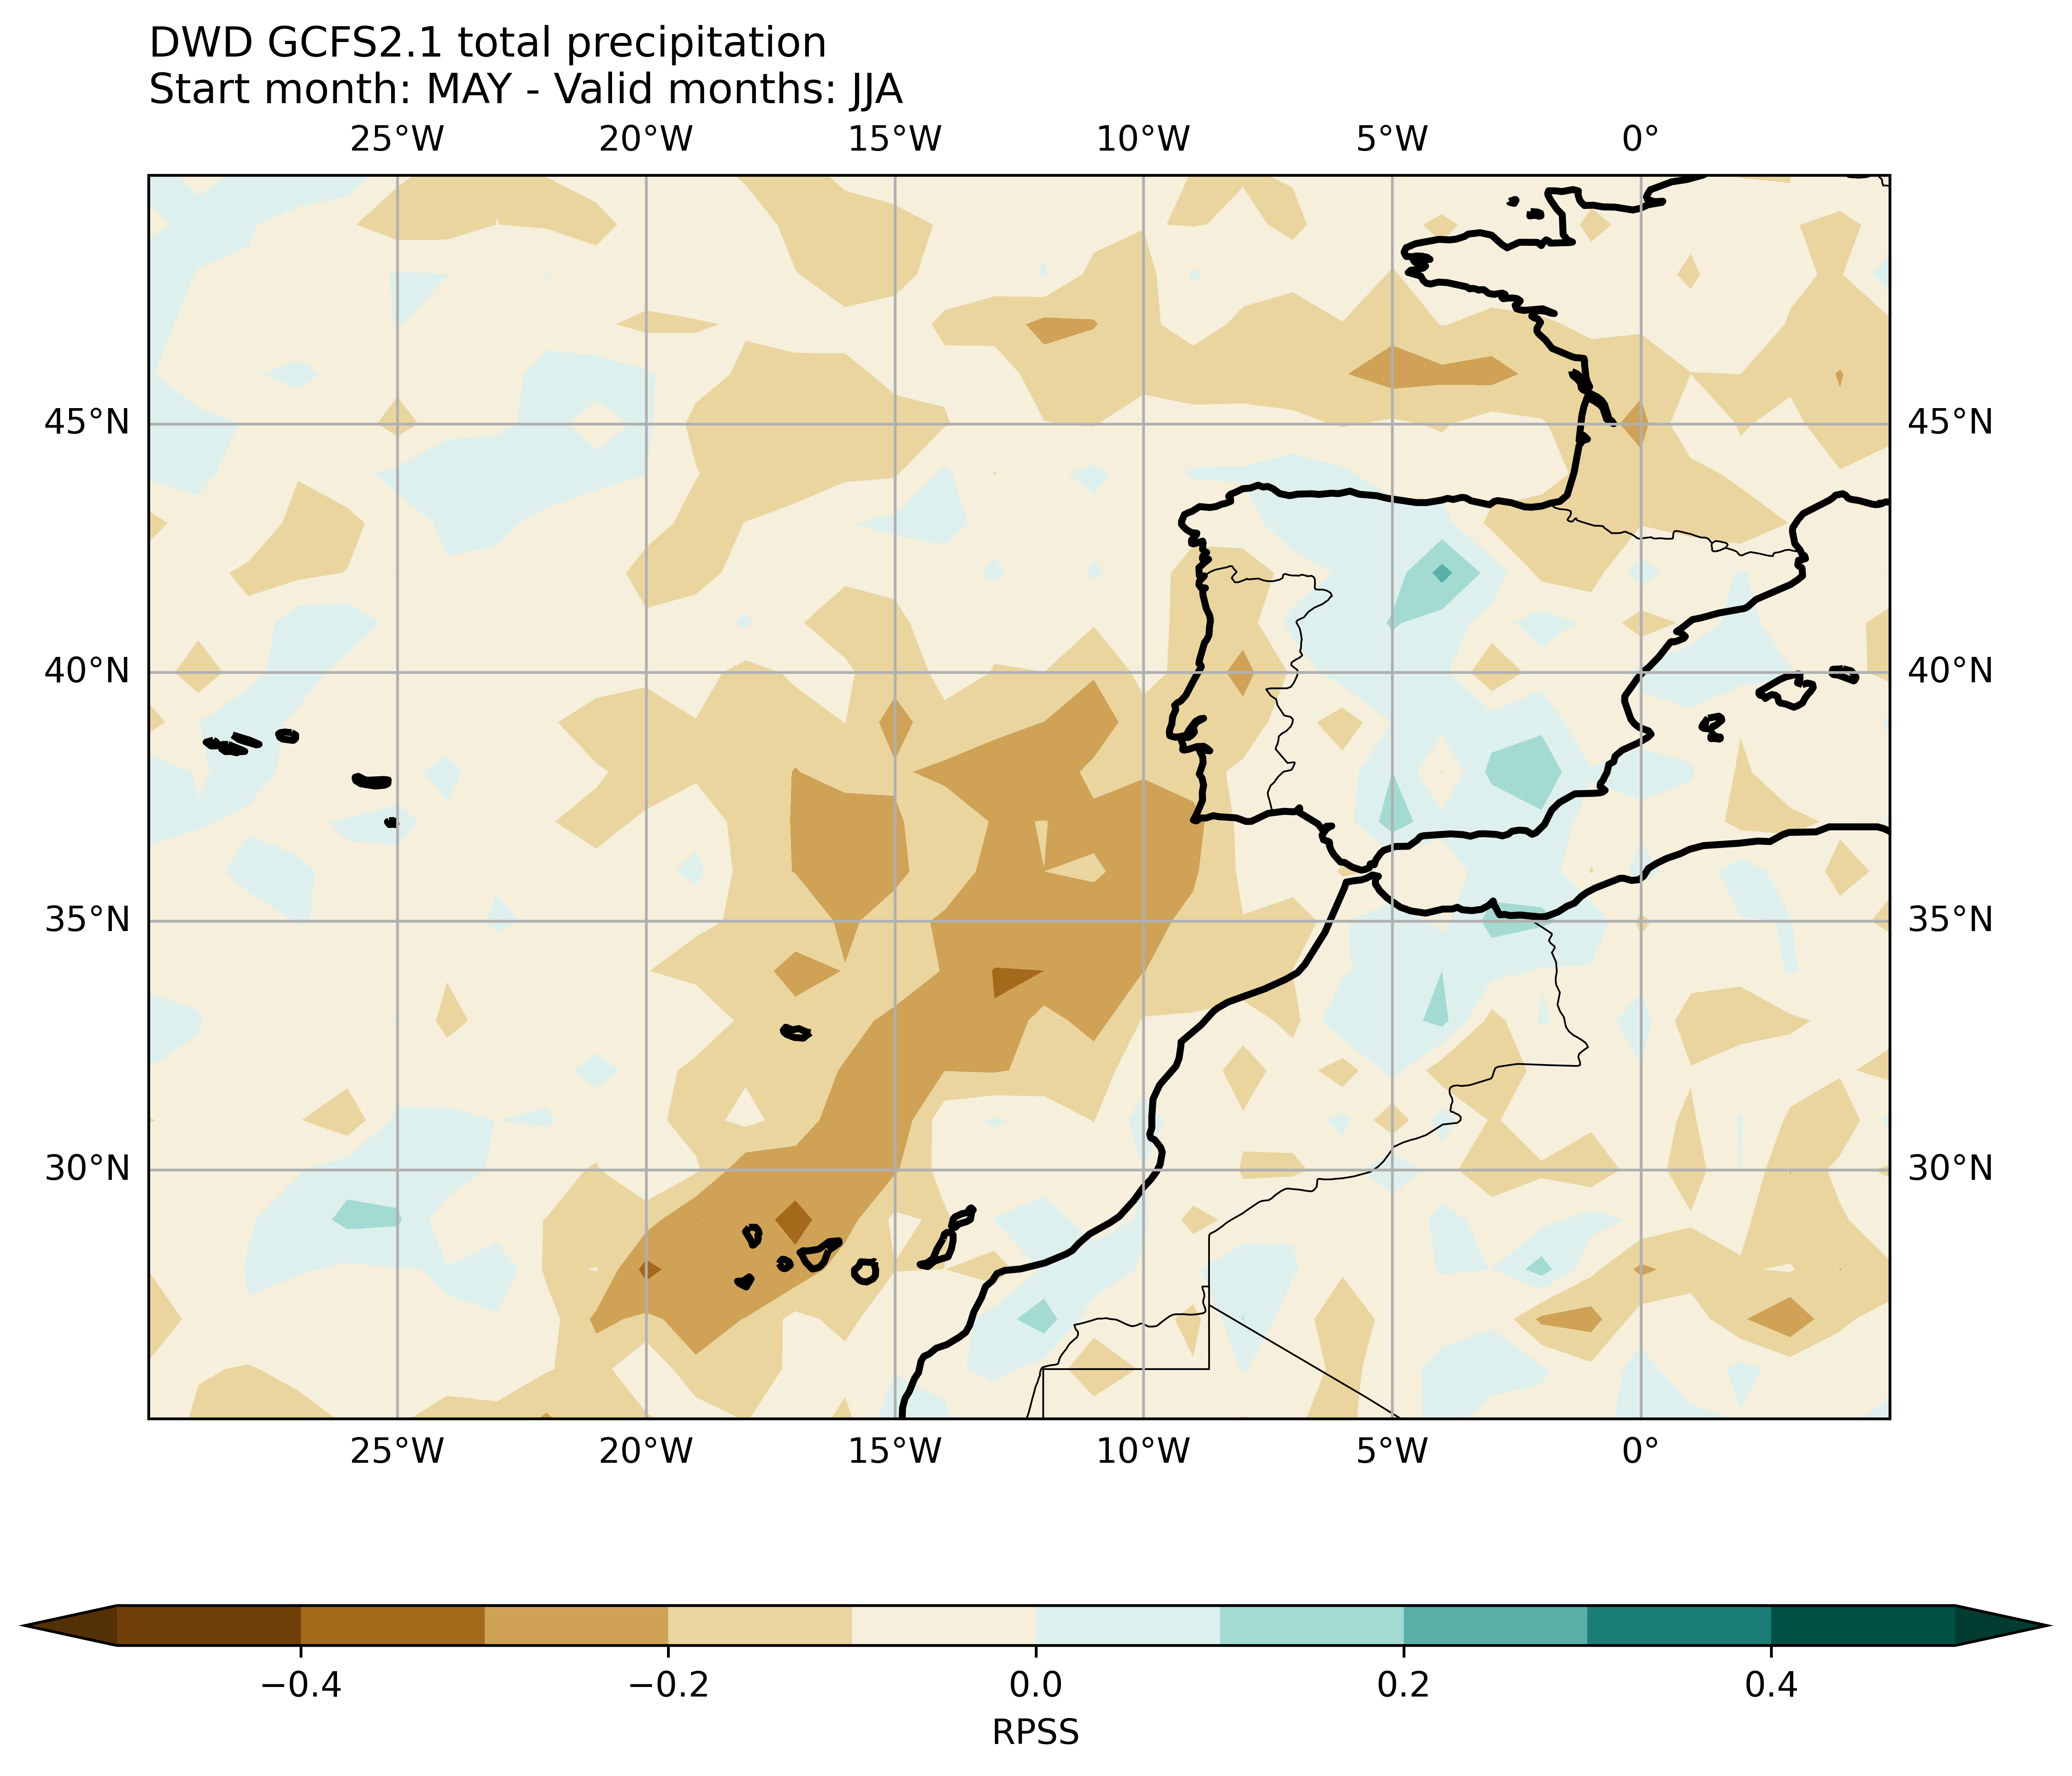 DWD GCFS2.1 total precipitation
Start month: MAY - Valid months: JJA
25°W 20°W 15°W 10°W 5°W 0°
45°N 45°N
40°N 40°N
35°N 35°N
30°N 30°N
25°W 20°W 15°W 10°W 5°W 0°
−0.4 −0.2 0.0 0.2 0.4
RPSS